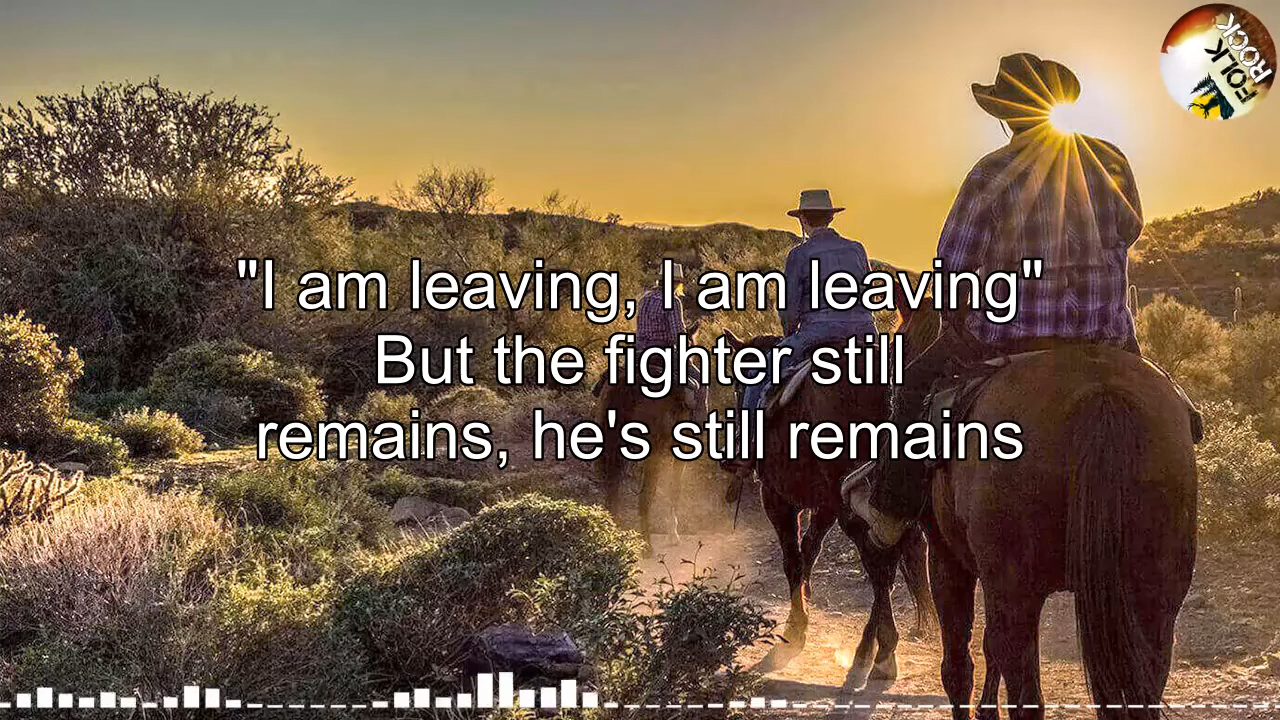 "I am leaving, I am leaving"
But the fighter still
remains, he's still remains
FOLK
ROCK